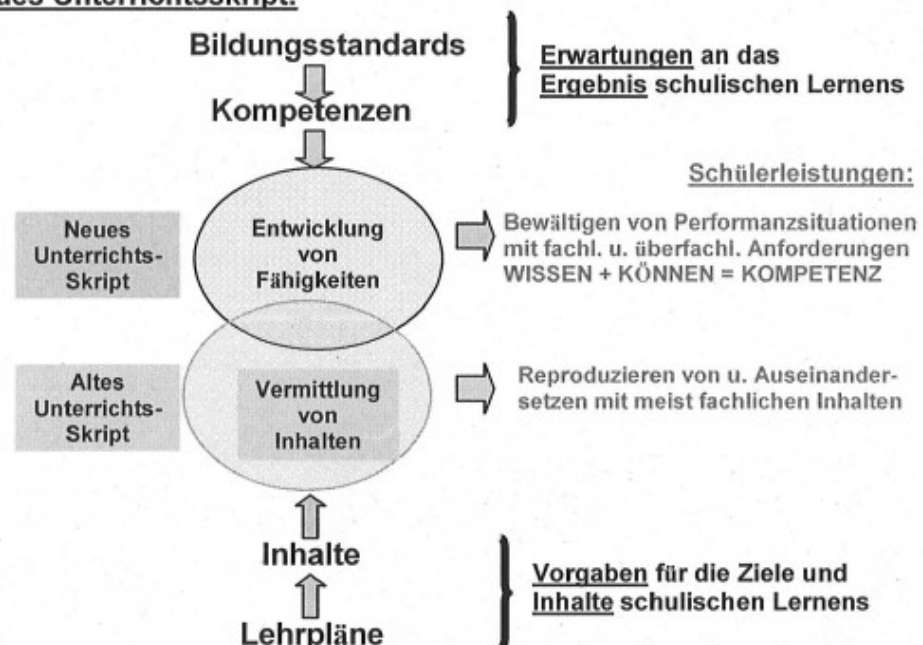 Unterrichtsskript:
Bildungsstandards
Kompetenzen
Erwartungen an das
Ergebnis schulischen Lernens
Schülerleistungen:
Neues
Unterrichts-
Skript
Entwicklung
von
Fähigkeiten
Bewältigen von Performanzsituationen
mit fachl. u. überfachl. Anforderungen
WISSEN + KÖNNEN = KOMPETENZ
Altes
Unterrichts-
Skript
Vermittlung
von
Inhalten
Reproduzieren von u. Auseinander-
setzen mit meist fachlichen Inhalten
Inhalte
Lehrpläne
Vorgaben für die Ziele und
Inhalte schulischen Lernens